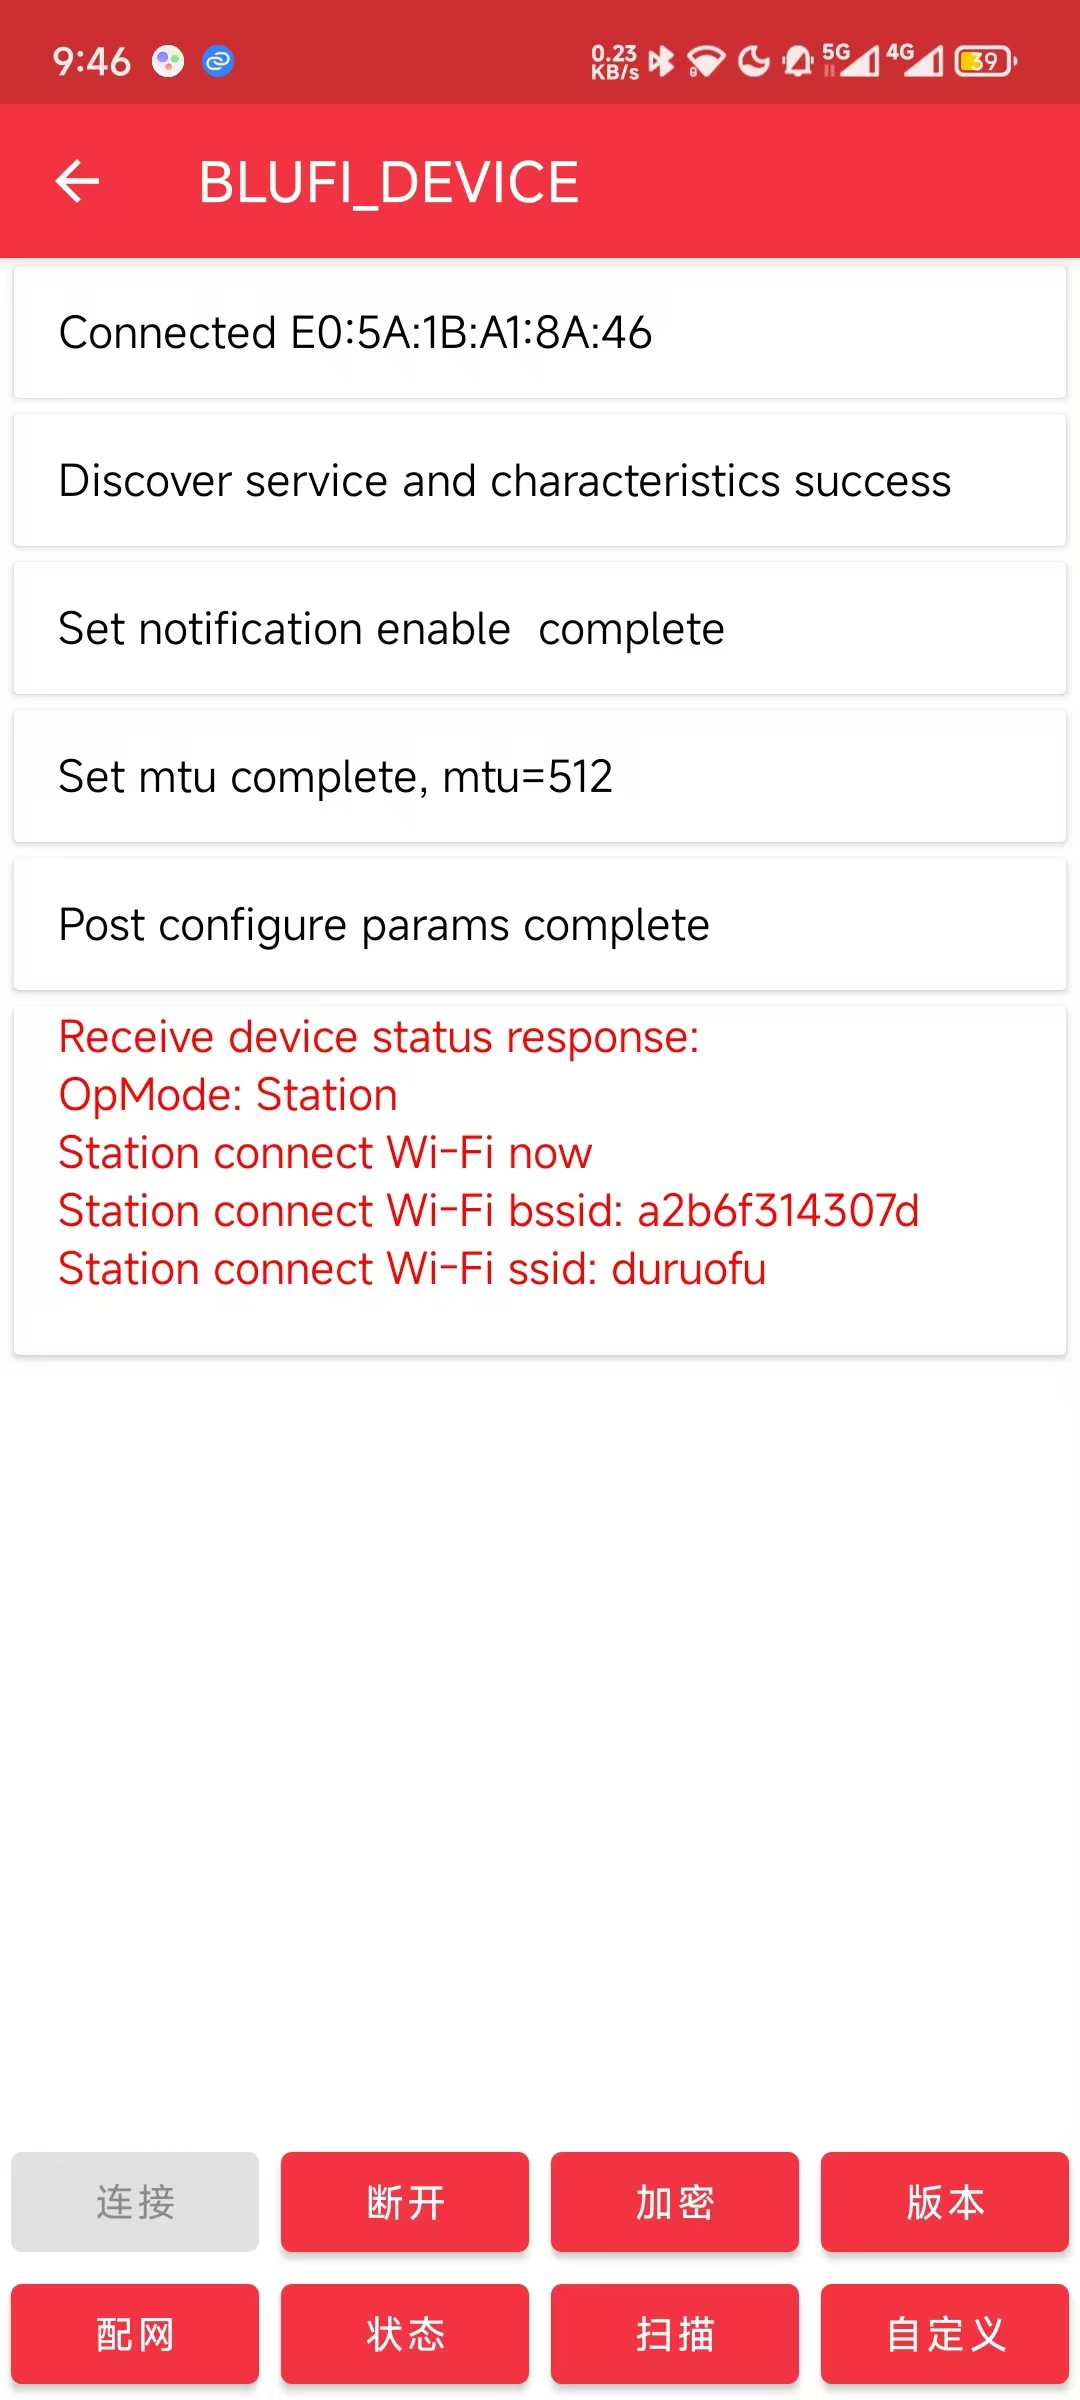 9:46
0.23
KB/s
5G
4G
39
BLUFI_DEVICE
Connected E0:5A:1B:A1:8A:46
Discover service and characteristics success
Set notification enable  complete
Set mtu complete, mtu=512
Post configure params complete
Receive device status response:
OpMode: Station
Station connect Wi-Fi now
Station connect Wi-Fi bssid: a2b6f314307d
Station connect Wi-Fi ssid: duruofu
连接
断开
加密
版本
配网
状态
扫描
自定义